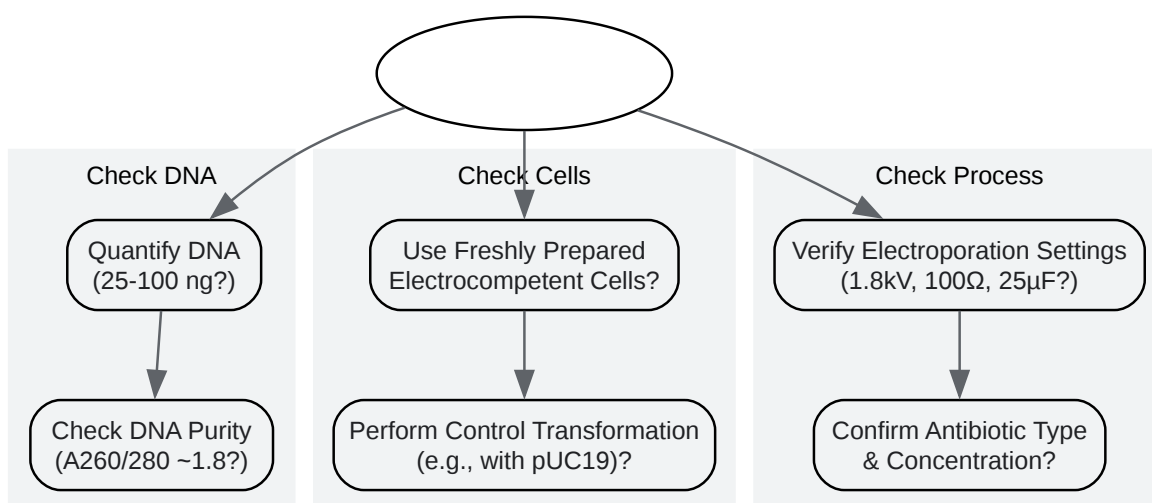 Check DNA
Quantify DNA
(25-100 ng?)
Check DNA Purity
(A260/280 ~1.8?)
Check Cells
Use Freshly Prepared
Electrocompetent Cells?
Perform Control Transformation
(e.g., with pUC19)?
Check Process
Verify Electroporation Settings
(1.8kV, 100Ω, 25µF?)
Confirm Antibiotic Type
& Concentration?